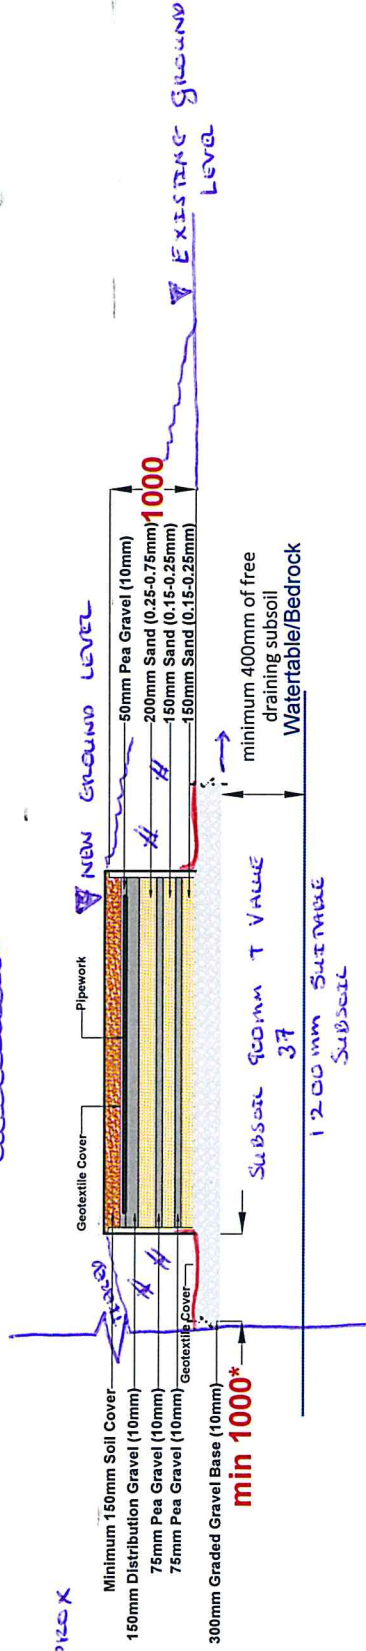 PROX
Geotextile Cover
Pipework
NEW GROUND LEVEL
EXISTING GROUND
LEVEL
Minimum 150mm Soil Cover
150mm Distribution Gravel (10mm)
75mm Pea Gravel (10mm)
75mm Pea Gravel (10mm)
Geotextile Cover
300mm Graded Gravel Base (10mm)
min 1000*
50mm Pea Gravel (10mm)
200mm Sand (0.25-0.75mm)
150mm Sand (0.15-0.25mm)
150mm Sand (0.15-0.25mm)
1000
minimum 400mm of free
draining subsoil
Watertable/Bedrock
SUBSOIL 900mm T VALUE
37
1200mm SUITABLE
SUBSOIL